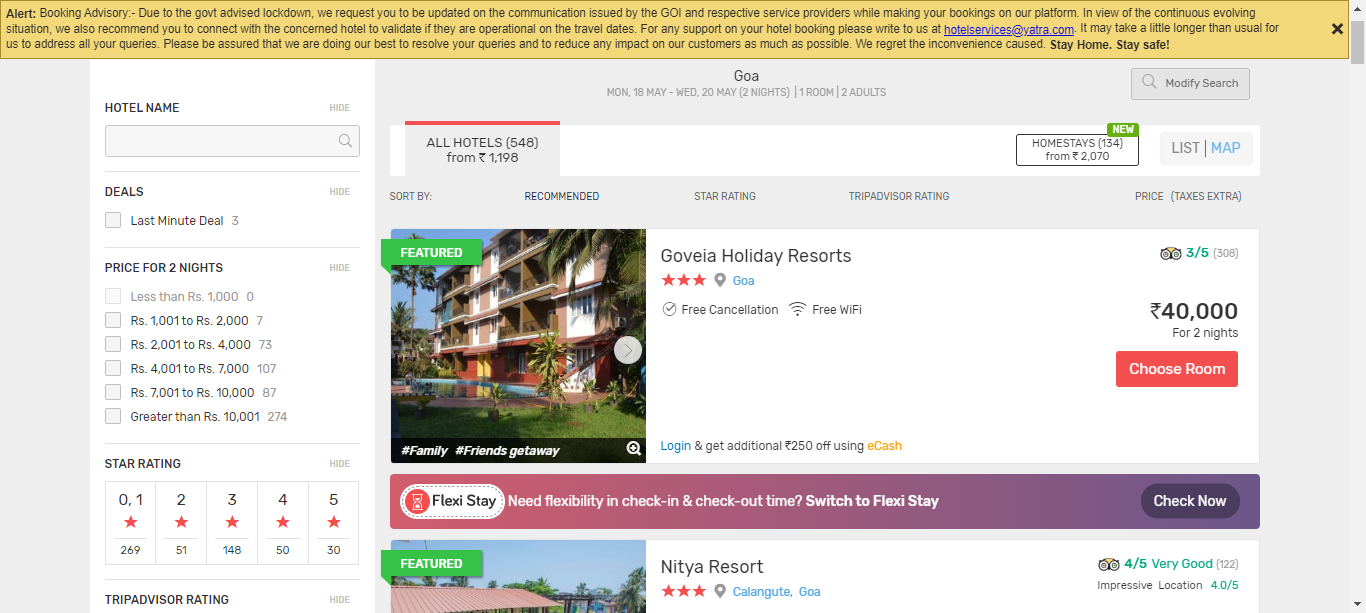 Alert: Booking Advisory:- Due to the govt advised lockdown, we request you to be updated on the communication issued by the GOI and respective service providers while making your bookings on our platform. In view of the continuous evolving
situation, we also recommend you to connect with the concerned hotel to validate if they are operational on the travel dates. For any support on your hotel booking please write to us at hotelservices@yatra.com. It may take a little longer than usual for
us to address all your queries. Please be assured that we are doing our best to resolve your queries and to reduce any impact on our customers as much as possible. We regret the inconvenience caused. Stay Home. Stay safe!
Goa
MON, 18 MAY - WED, 20 MAY (2 NIGHTS) | 1 ROOM | 2 ADULTS
Modify Search
HOTEL NAME HIDE
DEALS HIDE
Last Minute Deal 3
PRICE FOR 2 NIGHTS HIDE
Less than Rs. 1,000 0
Rs. 1,001 to Rs. 2,000 7
Rs. 2,001 to Rs. 4,000 73
Rs. 4,001 to Rs. 7,000 107
Rs. 7,001 to Rs. 10,000 87
Greater than Rs. 10,001 274
STAR RATING HIDE
0, 1 2 3 4 5
269 51 148 50 30
TRIPADVISOR RATING HIDE
ALL HOTELS (548)
from ₹ 1,198
NEW
HOMESTAYS (134)
from ₹ 2,070
LIST | MAP
SORT BY: RECOMMENDED STAR RATING TRIPADVISOR RATING PRICE (TAXES EXTRA)
FEATURED
#Family #Friends getaway
Goveia Holiday Resorts
Goa
Free Cancellation Free WiFi
3/5 (308)
₹40,000
For 2 nights
Choose Room
Login & get additional ₹250 off using eCash
Flexi Stay Need flexibility in check-in & check-out time? Switch to Flexi Stay Check Now
FEATURED
Nitya Resort
Calangute, Goa
4/5 Very Good (122)
Impressive Location 4.0/5